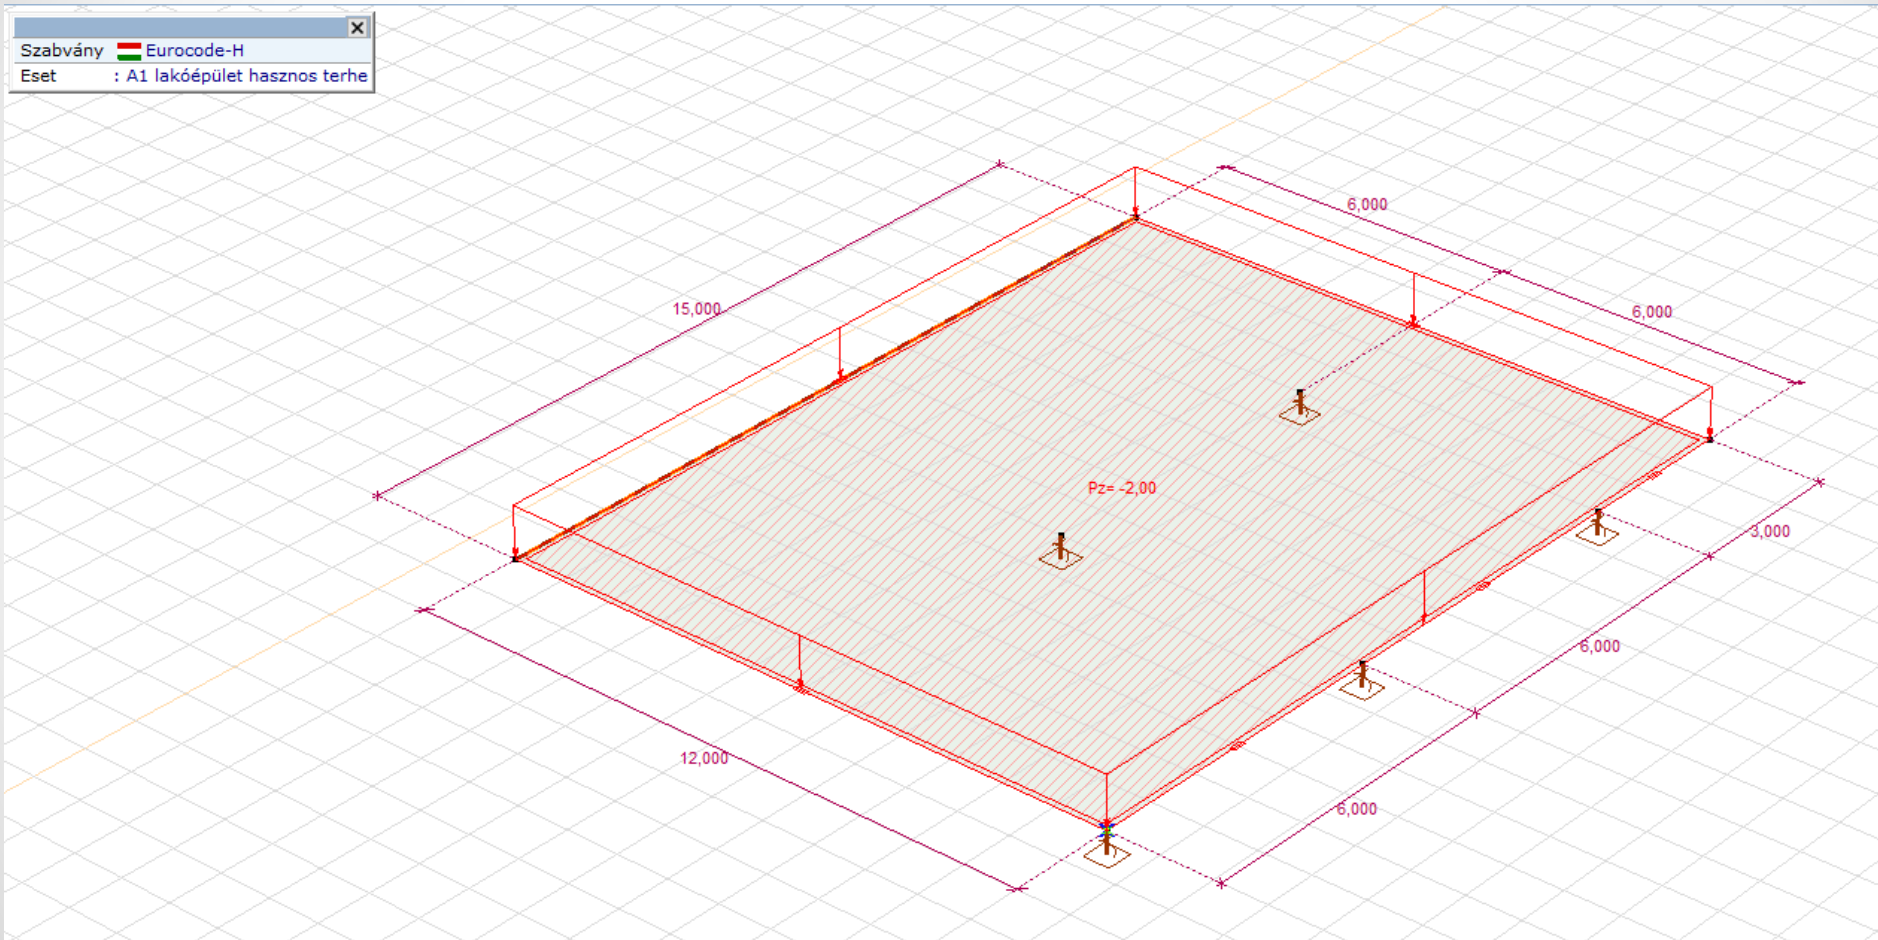 Szabvány Eurocode-H
Eset : A1 lakóépület hasznos terhe
6,000
15,000
6,000
Pz= -2,00
3,000
6,000
12,000
6,000